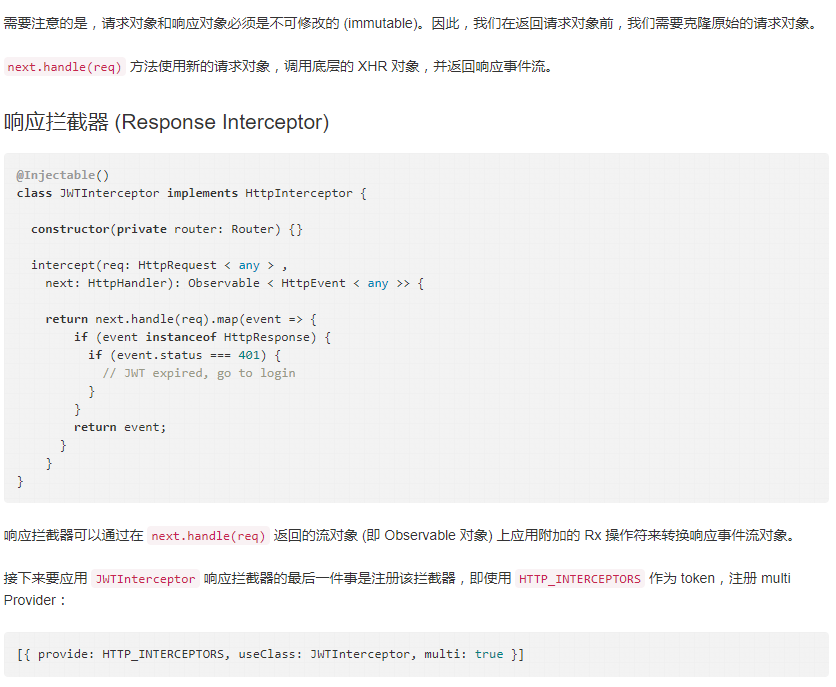 需要注意的是，请求对象和响应对象必须是不可修改的 (immutable)。因此，我们在返回请求对象前，我们需要克隆原始的请求对象。
next.handle(req) 方法使用新的请求对象，调用底层的 XHR 对象，并返回响应事件流。
响应拦截器 (Response Interceptor)
@Injectable()
class JWTInterceptor implements HttpInterceptor {
constructor(private router: Router) {}
intercept(req: HttpRequest < any > ,
next: HttpHandler): Observable < HttpEvent < any >> {
return next.handle(req).map(event => {
if (event instanceof HttpResponse) {
if (event.status === 401) {
// JWT expired, go to login
}
}
return event;
}
}
}
响应拦截器可以通过在 next.handle(req) 返回的流对象 (即 Observable 对象) 上应用附加的 Rx 操作符来转换响应事件流对象。
接下来要应用 JWTInterceptor 响应拦截器的最后一件事是注册该拦截器，即使用 HTTP_INTERCEPTORS 作为 token，注册 multi
Provider：
[{ provide: HTTP_INTERCEPTORS, useClass: JWTInterceptor, multi: true }]